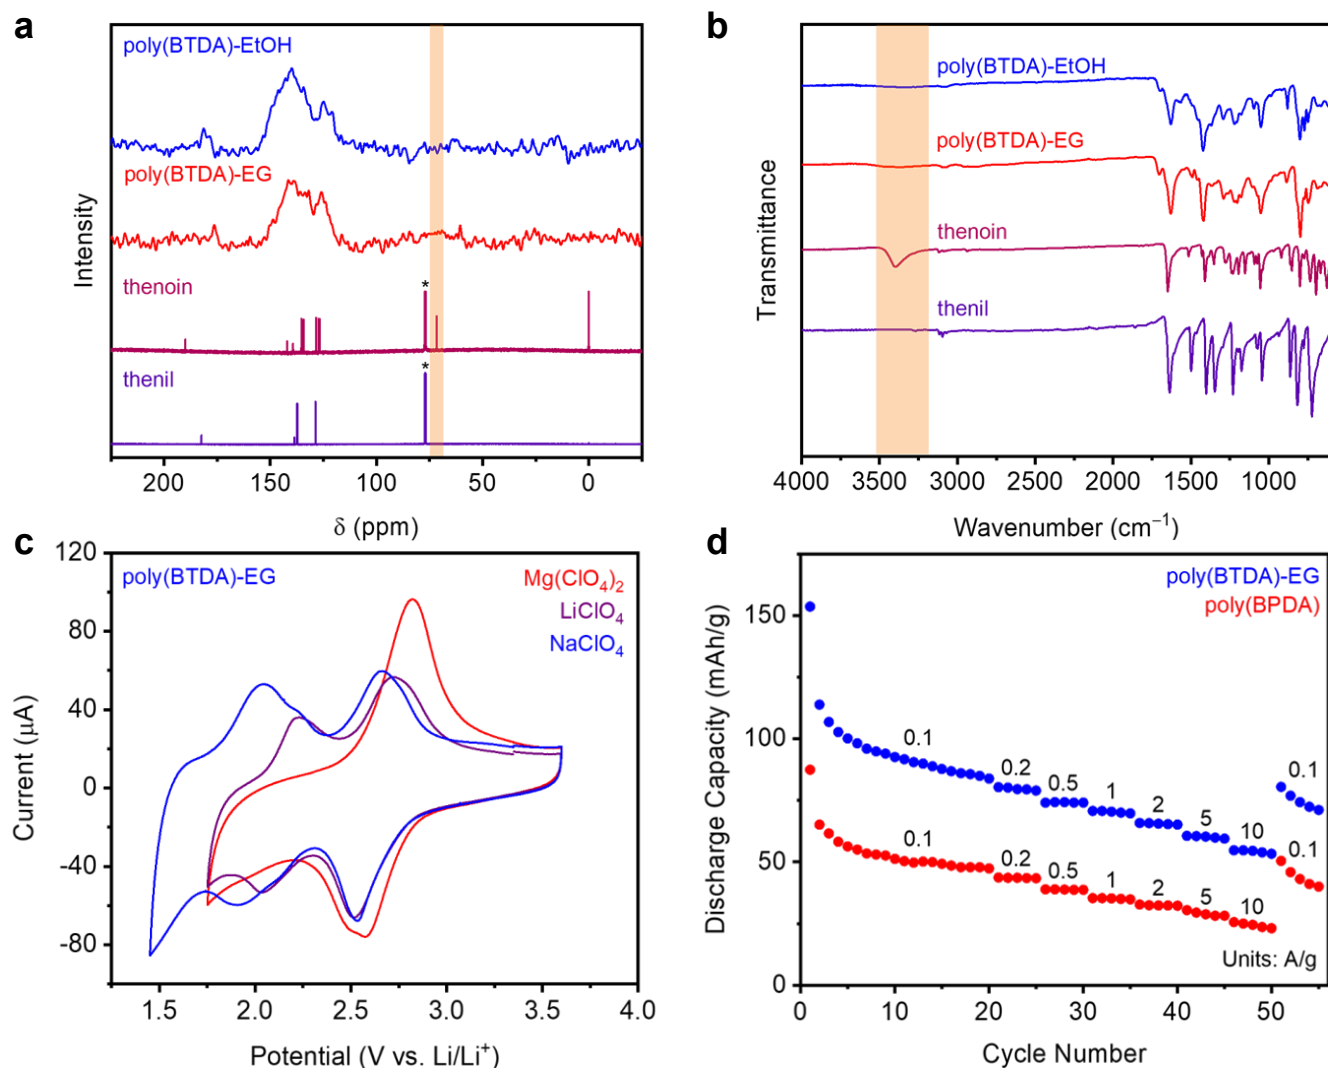 a
poly(BTDA)-EtOH
poly(BTDA)-EG
thenoin
*
thenil
*
Intensity
200 150 100 50 0
δ (ppm)
b
poly(BTDA)-EtOH
poly(BTDA)-EG
thenoin
thenil
Transmittance
4000 3500 3000 2500 2000 1500 1000
Wavenumber (cm⁻¹)
c
poly(BTDA)-EG
Mg(ClO₄)₂
LiClO₄
NaClO₄
120
80
40
0
-40
-80
Current (μA)
1.5 2.0 2.5 3.0 3.5 4.0
Potential (V vs. Li/Li⁺)
d
poly(BTDA)-EG
poly(BPDA)
150
100
50
0
Discharge Capacity (mAh/g)
0.1 0.2 0.5 1 2 5 10 0.1
0.1 0.2 0.5 1 2 5 10 0.1
Units: A/g
0 10 20 30 40 50
Cycle Number